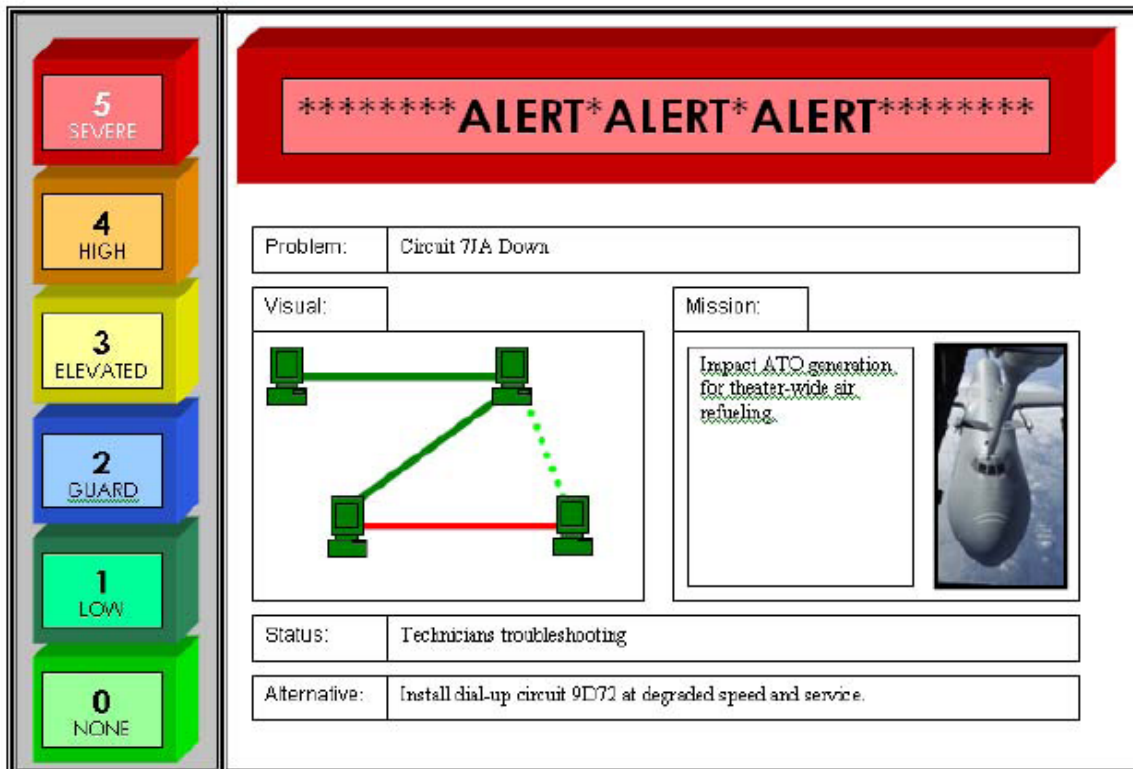 5
SEVERE
4
HIGH
3
ELEVATED
2
GUARD
1
LOW
0
NONE
********ALERT*ALERT*ALERT********
Problem:
Circuit 7JA Down
Visual:
Mission:
Impact ATO generation
for theater-wide air
refueling.
Status:
Technicians troubleshooting
Alternative:
Install dial-up circuit 9D72 at degraded speed and service.